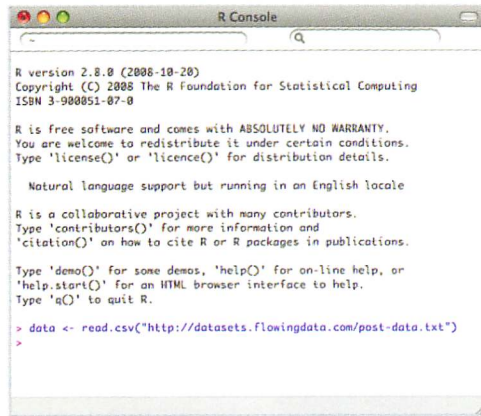 R Console
~
R version 2.8.0 (2008-10-20)
Copyright (C) 2008 The R Foundation for Statistical Computing
ISBN 3-900051-07-0
R is free software and comes with ABSOLUTELY NO WARRANTY.
You are welcome to redistribute it under certain conditions.
Type 'license()' or 'licence()' for distribution details.
Natural language support but running in an English locale
R is a collaborative project with many contributors.
Type 'contributors()' for more information and
'citation()' on how to cite R or R packages in publications.
Type 'demo()' for some demos, 'help()' for on-line help, or
'help.start()' for an HTML browser interface to help.
Type 'q()' to quit R.
> data <- read.csv("http://datasets.flowingdata.com/post-data.txt")
>